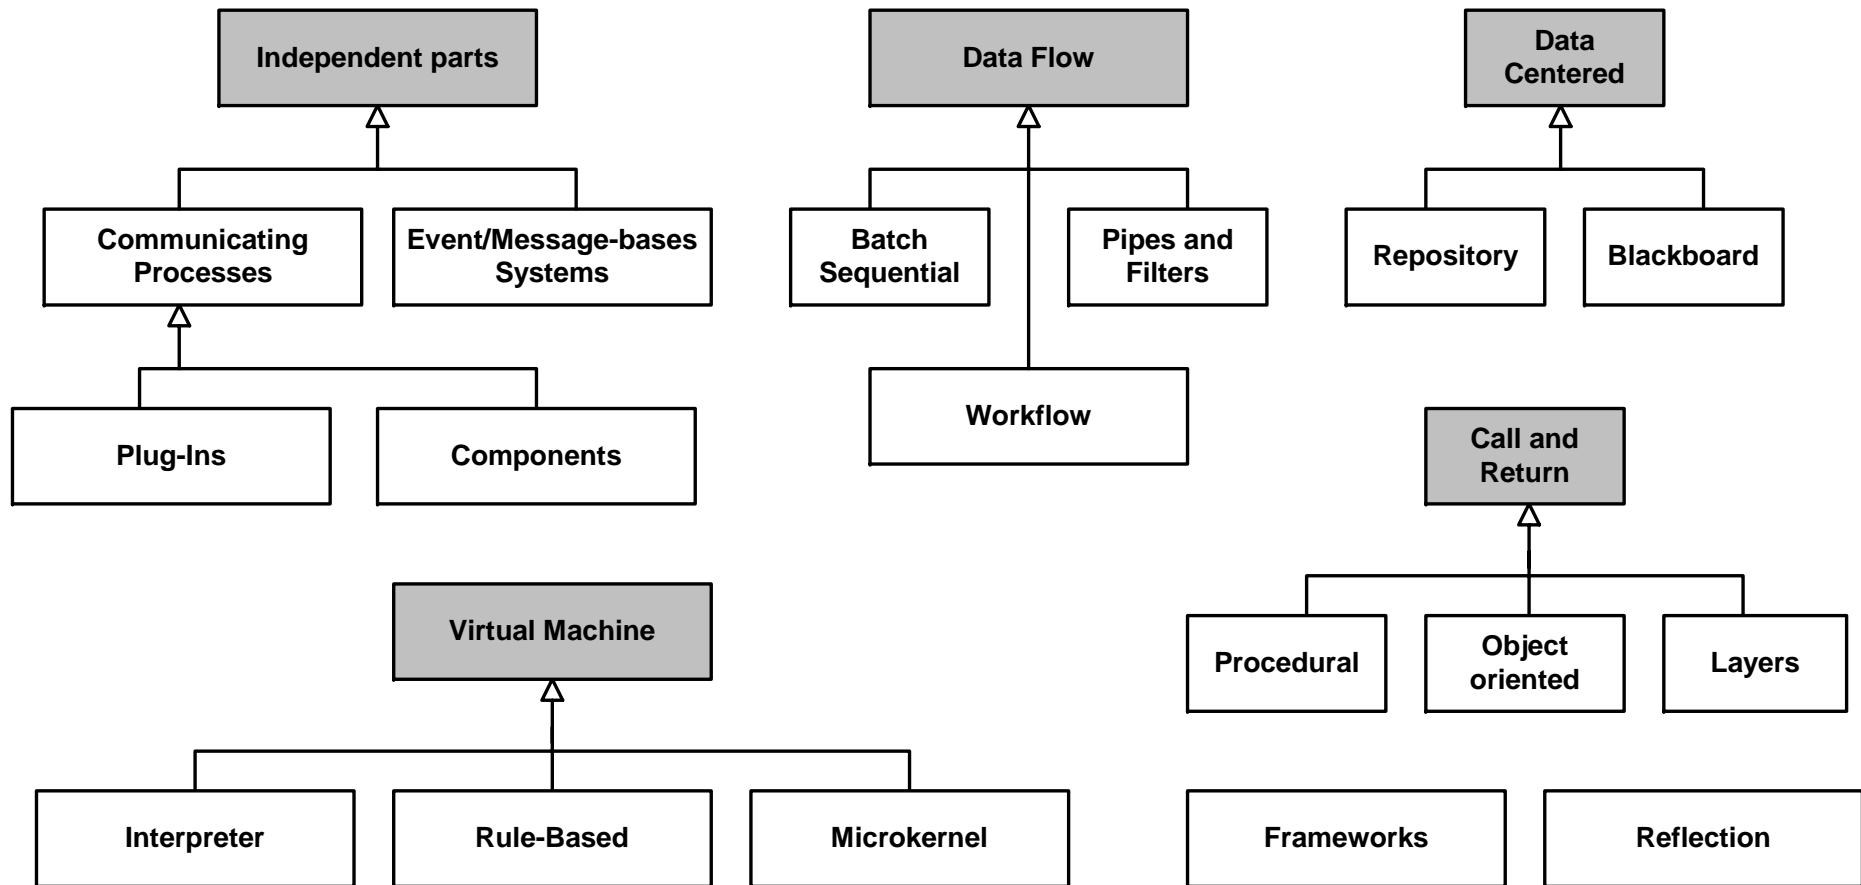 Independent parts
Data Flow
Data
Centered
Communicating
Processes
Event/Message-bases
Systems
Batch
Sequential
Pipes and
Filters
Repository
Blackboard
Plug-Ins
Components
Workflow
Call and
Return
Virtual Machine
Procedural
Object
oriented
Layers
Interpreter
Rule-Based
Microkernel
Frameworks
Reflection